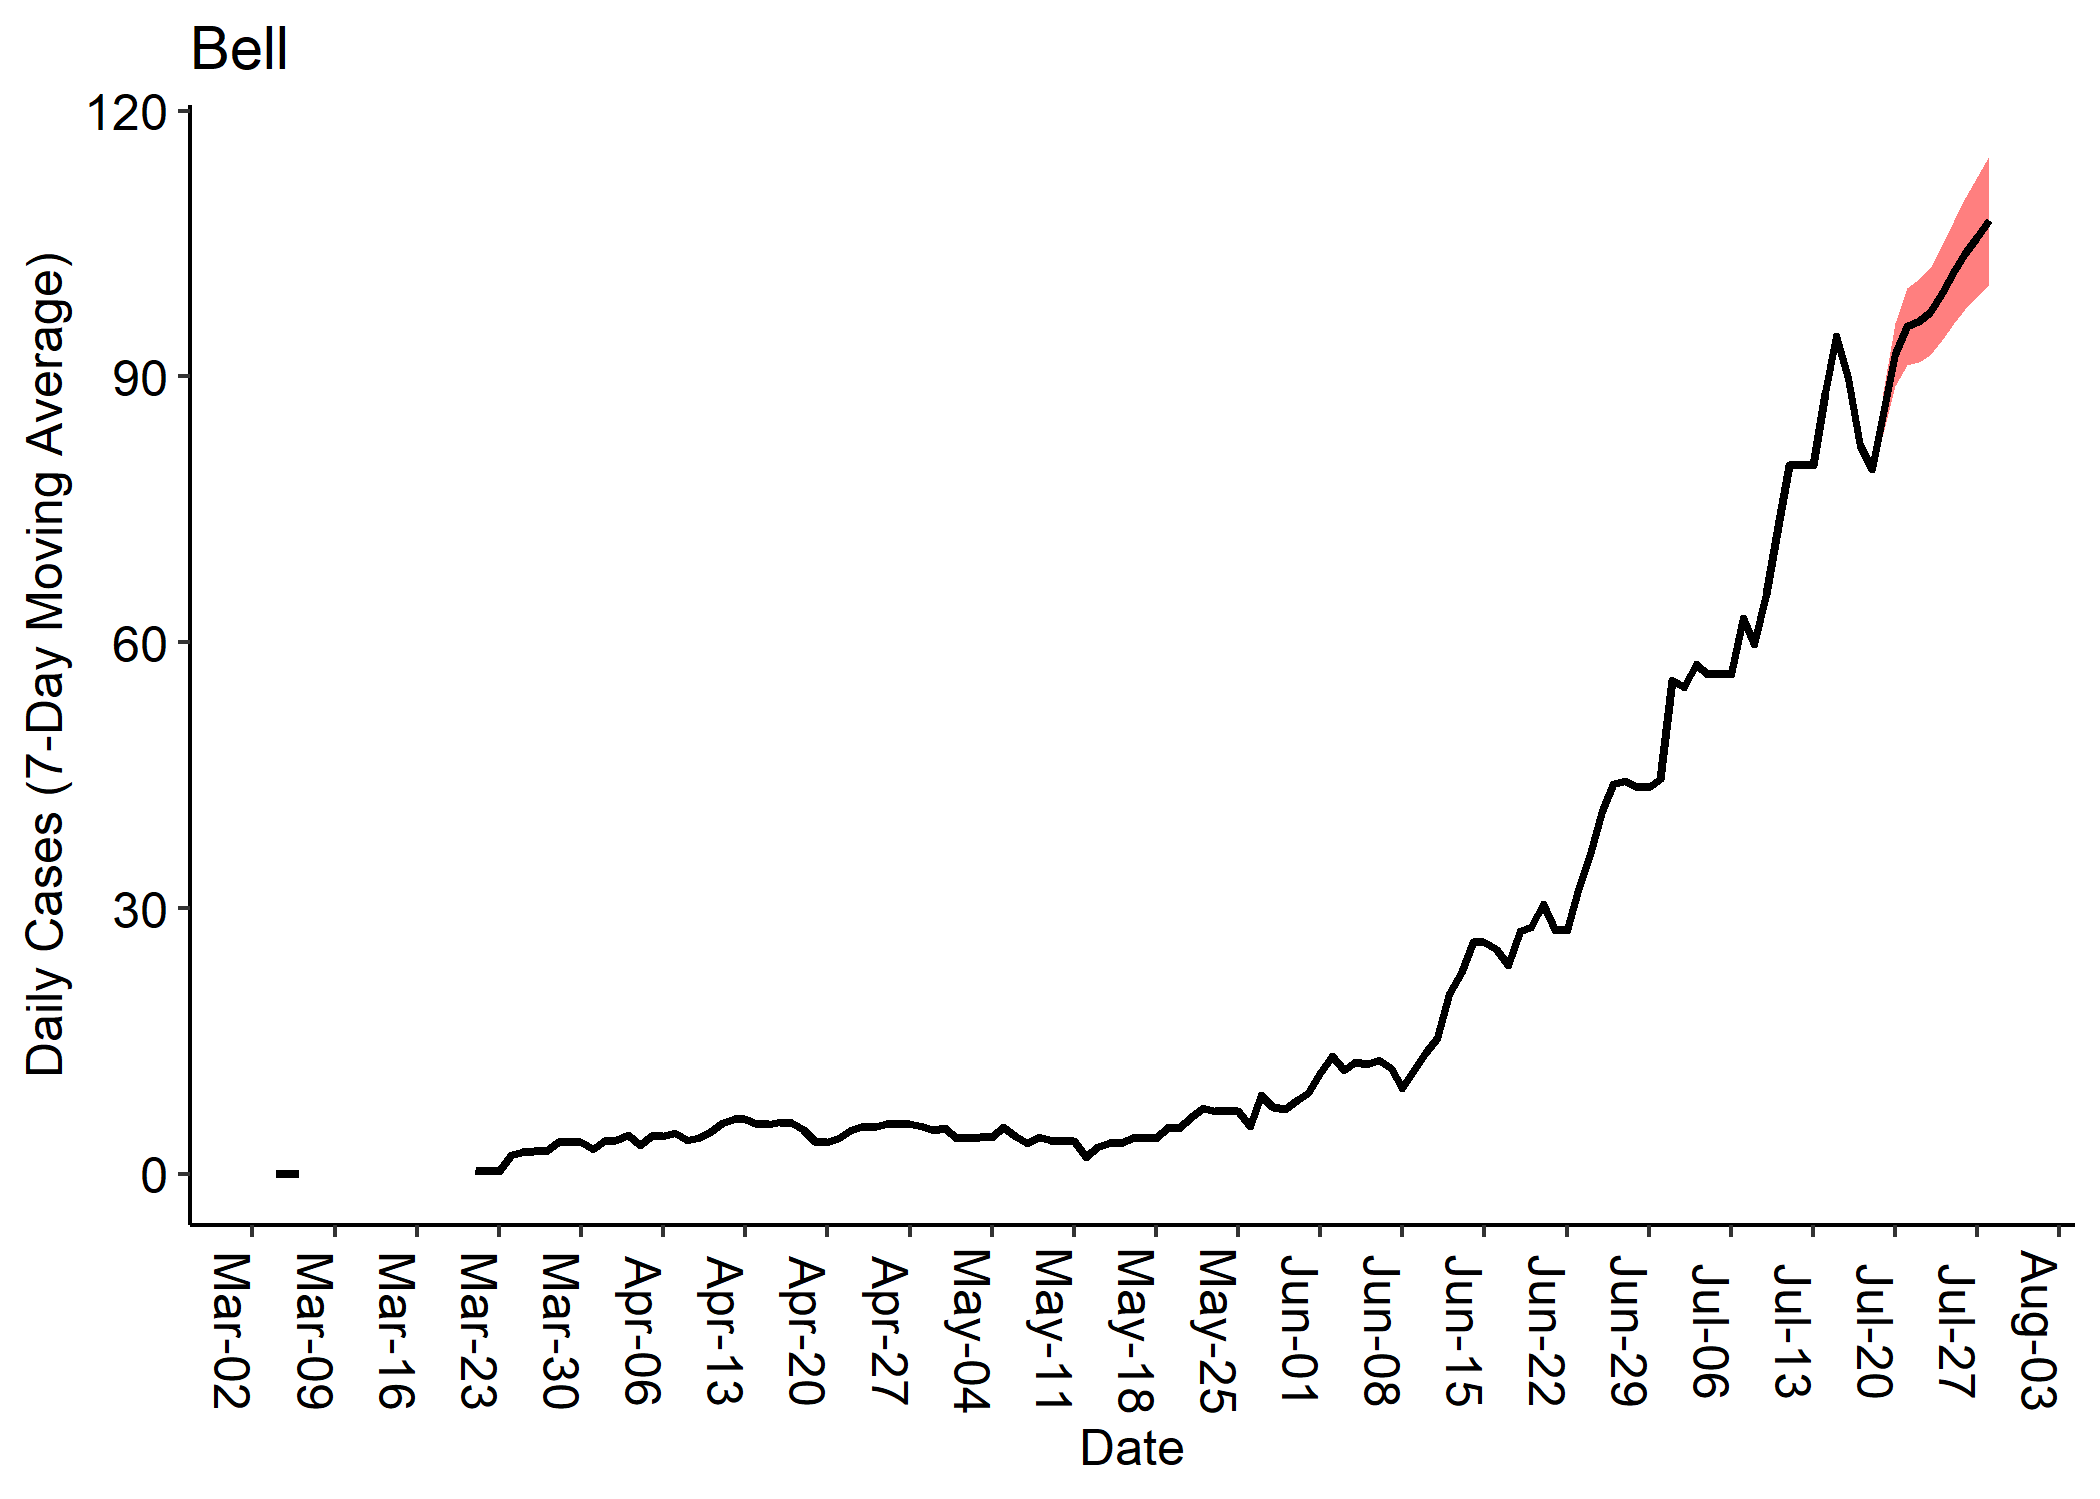 Bell
120
90
60
30
0
Daily Cases (7-Day Moving Average)
Mar-02
Mar-09
Mar-16
Mar-23
Mar-30
Apr-06
Apr-13
Apr-20
Apr-27
May-04
May-11
May-18
May-25
Jun-01
Jun-08
Jun-15
Jun-22
Jun-29
Jul-06
Jul-13
Jul-20
Jul-27
Aug-03
Date